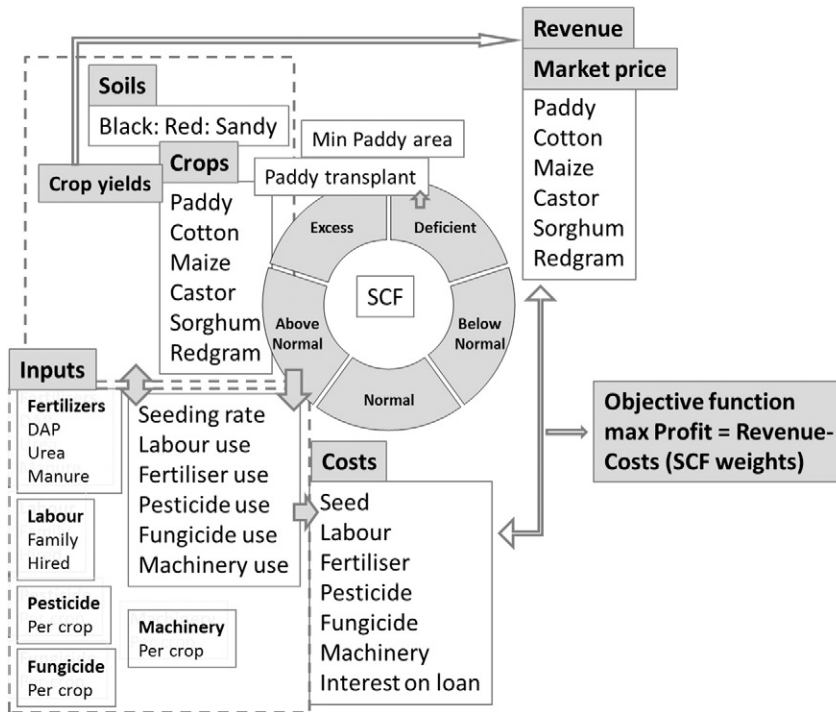 Revenue
Market price
Paddy
Cotton
Maize
Castor
Sorghum
Redgram
Soils
Black: Red: Sandy
Crop yields
Crops
Paddy
Cotton
Maize
Castor
Sorghum
Redgram
Min Paddy area
Paddy transplant
Excess
Deficient
Above
Normal
Below
Normal
Normal
SCF
Inputs
Fertilizers
DAP
Urea
Manure
Labour
Family
Hired
Pesticide
Per crop
Fungicide
Per crop
Machinery
Per crop
Seeding rate
Labour use
Fertiliser use
Pesticide use
Fungicide use
Machinery use
Costs
Seed
Labour
Fertiliser
Pesticide
Fungicide
Machinery
Interest on loan
Objective function
max Profit = Revenue-
Costs (SCF weights)